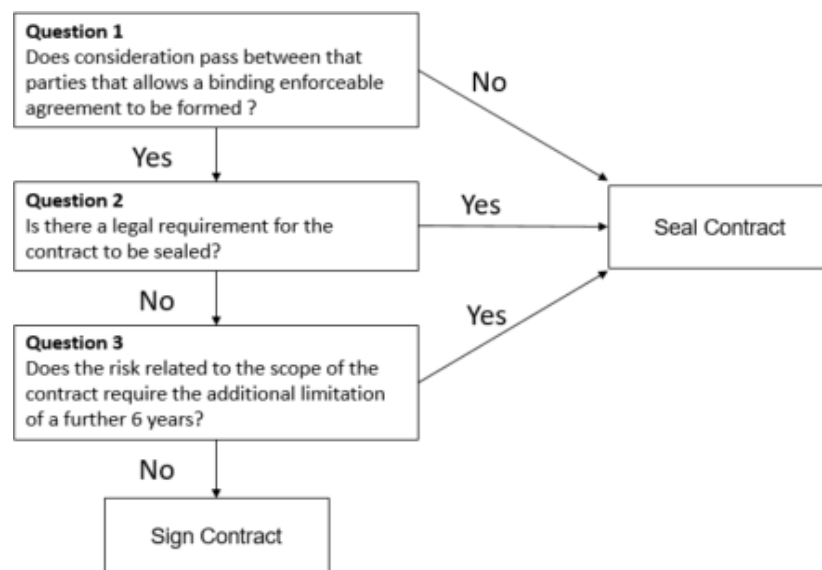 Question 1
Does consideration pass between that
parties that allows a binding enforceable
agreement to be formed ?
No
Yes
Question 2
Is there a legal requirement for the
contract to be sealed?
Yes
Seal Contract
No
Yes
Question 3
Does the risk related to the scope of the
contract require the additional limitation
of a further 6 years?
No
Sign Contract